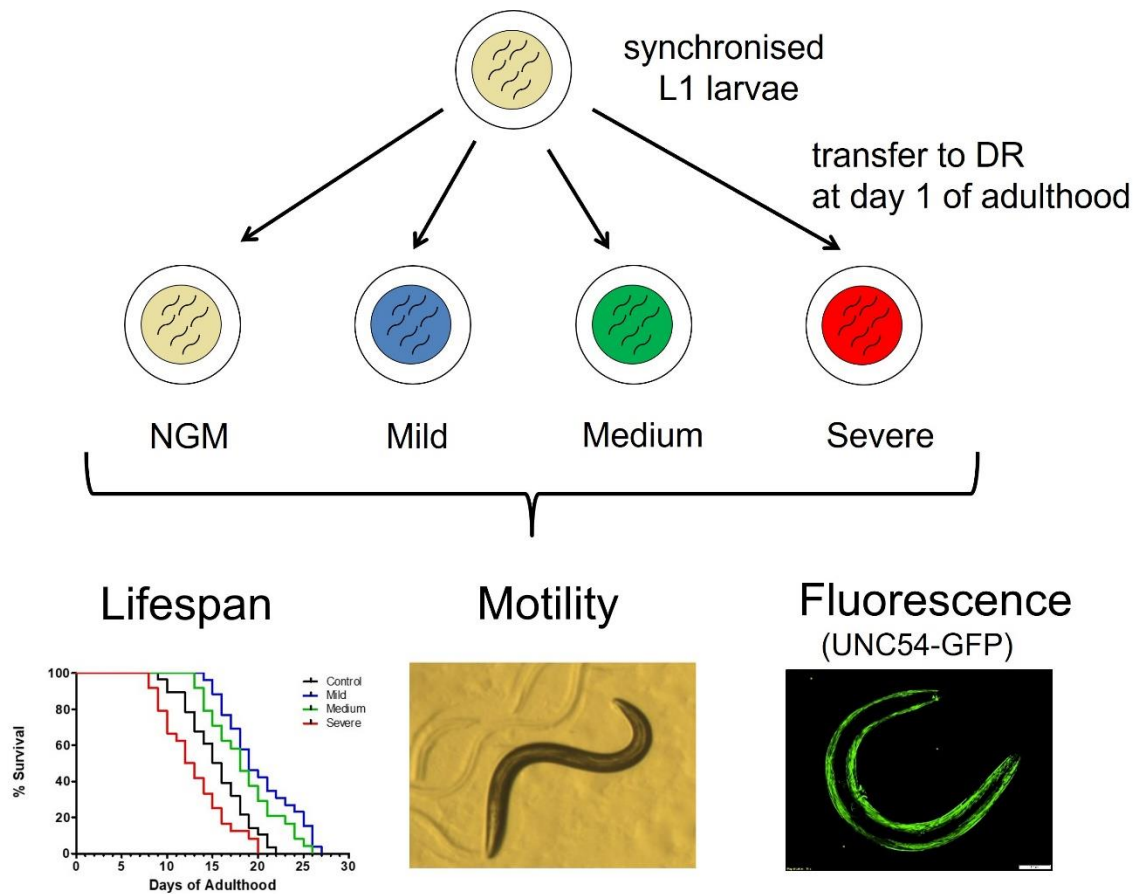 synchronised
L1 larvae
transfer to DR
at day 1 of adulthood
NGM
Mild
Medium
Severe
Lifespan
Motility
Fluorescence
(UNC54-GFP)
100
80
60
40
20
0
% Survival
Control
Mild
Medium
Severe
0 5 10 15 20 25 30
Days of Adulthood